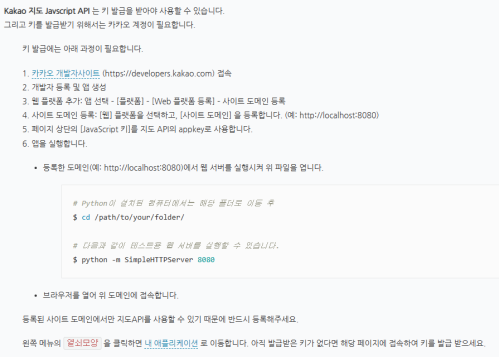 Kakao 지도 Javscript API 는 키 발급을 받아야 사용할 수 있습니다.
그리고 키를 발급받기 위해서는 카카오 계정이 필요합니다.
키 발급에는 아래 과정이 필요합니다.
1. 카카오 개발자사이트 (https://developers.kakao.com) 접속
2. 개발자 등록 및 앱 생성
3. 웹 플랫폼 추가: 앱 선택 - [플랫폼] - [Web 플랫폼 등록] - 사이트 도메인 등록
4. 사이트 도메인 등록: [웹] 플랫폼을 선택하고, [사이트 도메인] 을 등록합니다. (예: http://localhost:8080)
5. 페이지 상단의 [JavaScript 키]를 지도 API의 appkey로 사용합니다.
6. 앱을 실행합니다.
• 등록한 도메인(예: http://localhost:8080)에서 웹 서버를 실행시켜 위 파일을 엽니다.
# Python이 설치된 컴퓨터에서는 해당 폴더로 이동 후
$ cd /path/to/your/folder/
# 다음과 같이 테스트용 웹 서버를 실행할 수 있습니다.
$ python -m SimpleHTTPServer 8080
• 브라우저를 열어 위 도메인에 접속합니다.
등록된 사이트 도메인에서만 지도API를 사용할 수 있기 때문에 반드시 등록해주세요.
왼쪽 메뉴의 열쇠모양 을 클릭하면 내 애플리케이션 로 이동합니다. 아직 발급받은 키가 없다면 해당 페이지에 접속하여 키를 발급 받으세요.